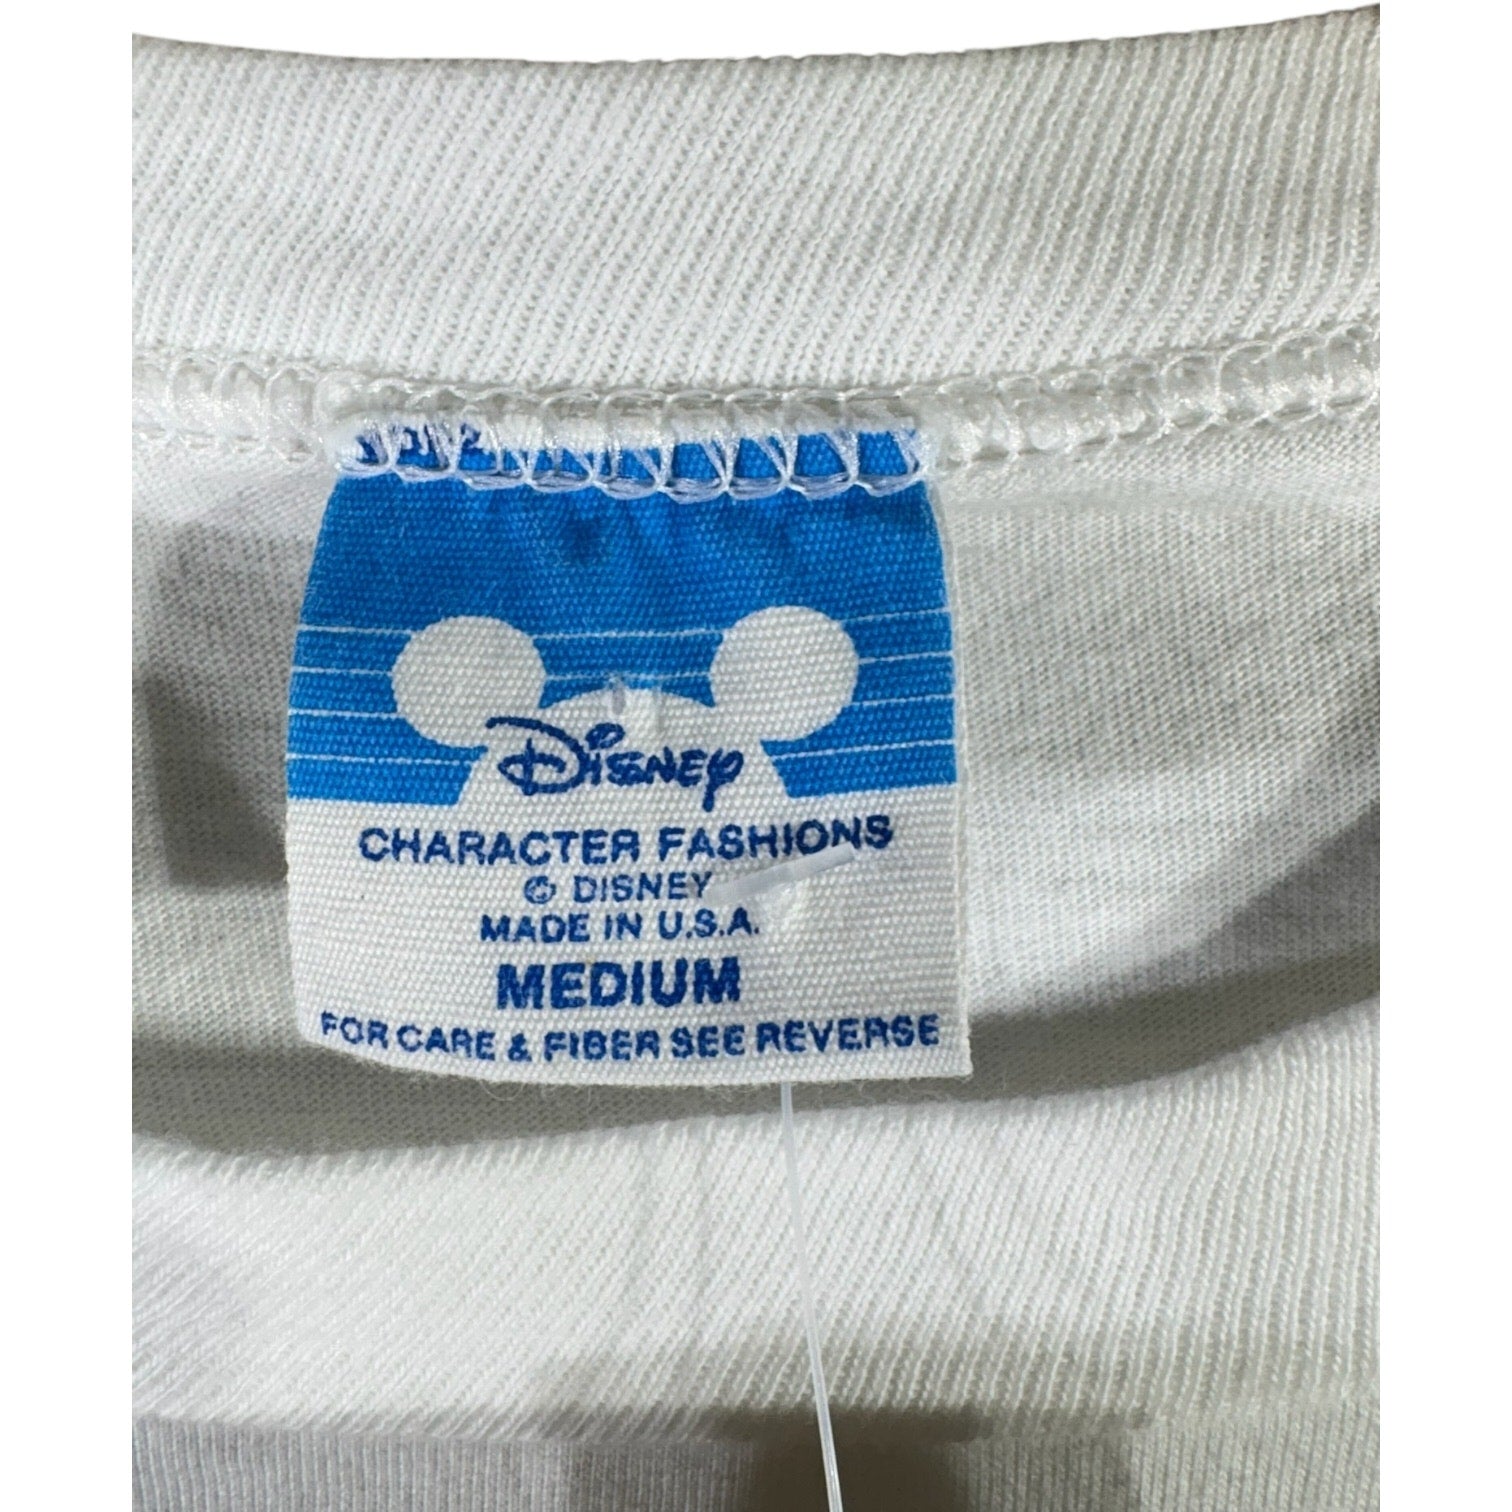 Disney
CHARACTER FASHIONS
© DISNEY
MADE IN U.S.A.
MEDIUM
FOR CARE & FIBER SEE REVERSE